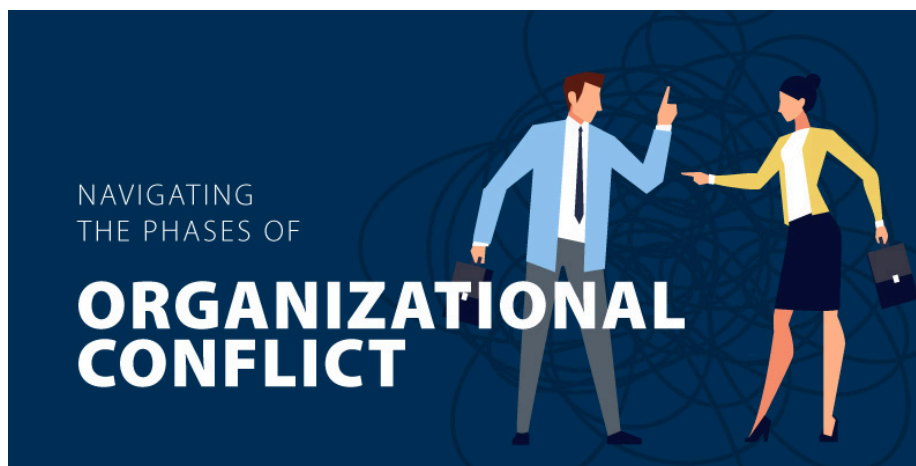 NAVIGATING
THE PHASES OF
ORGANIZATIONAL
CONFLICT